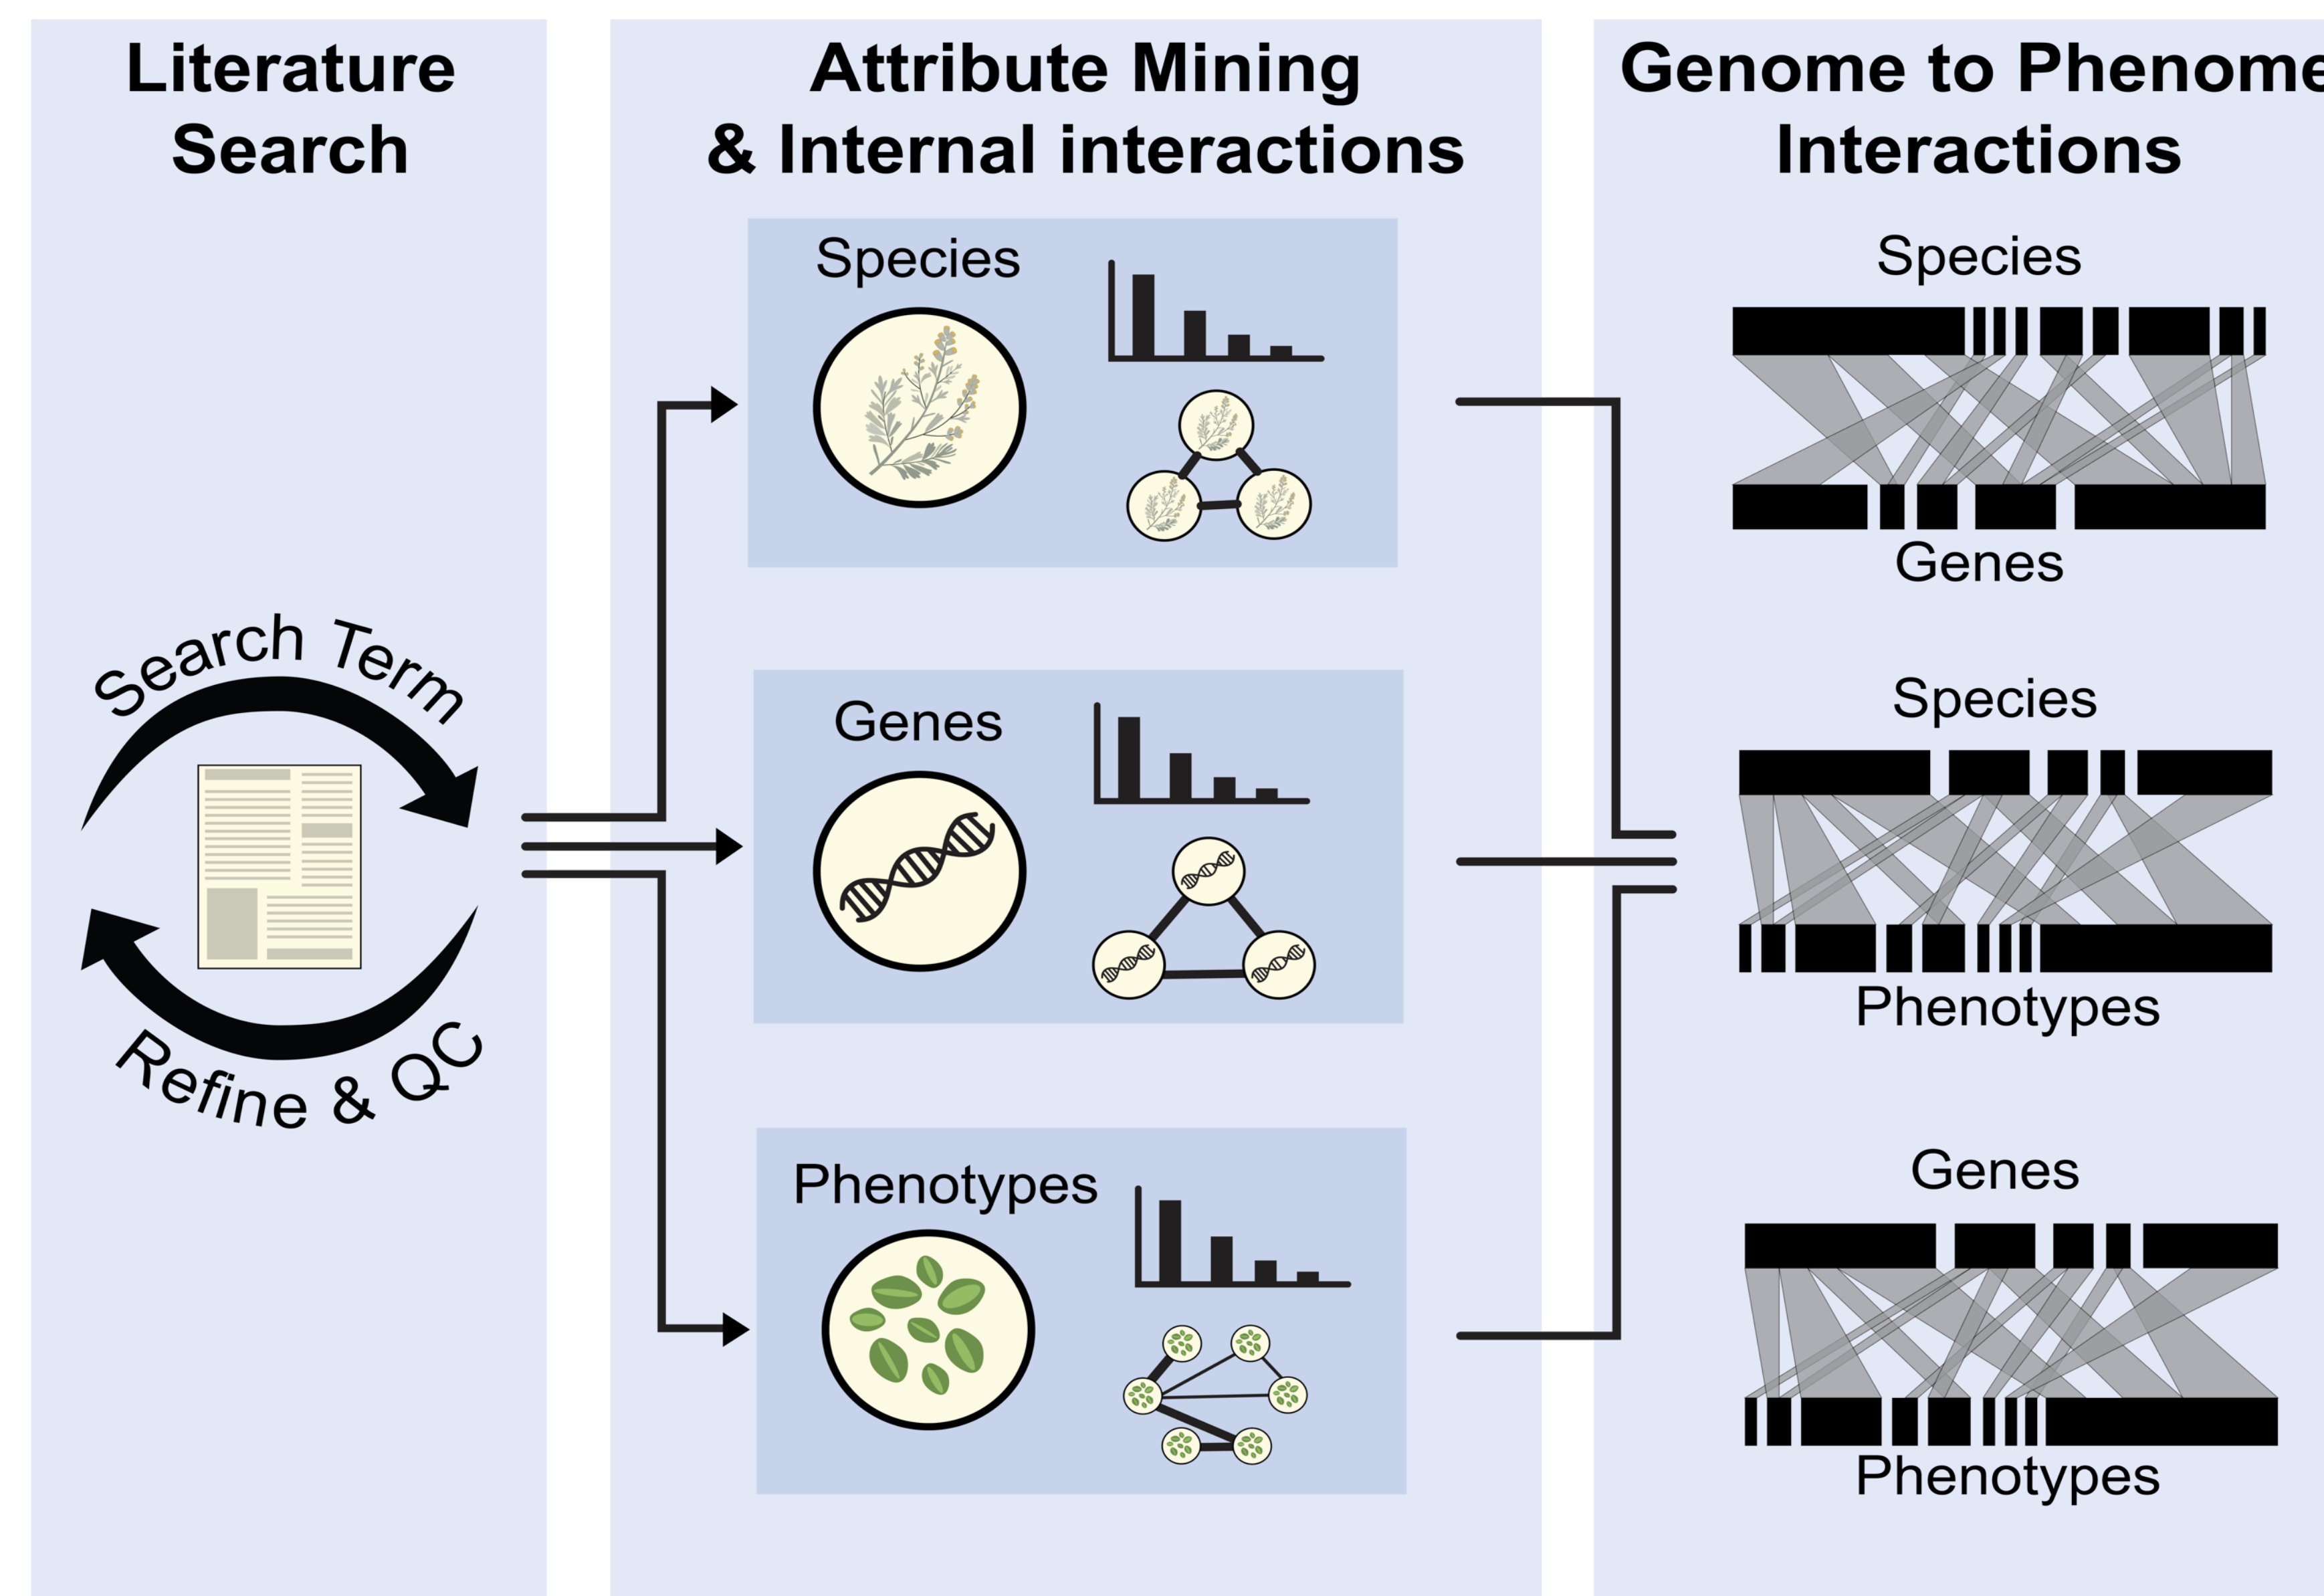 Literature
Search
Search Term
Refine & QC
Attribute Mining
& Internal interactions
Species
Genes
Phenotypes
Genome to Phenome
Interactions
Species
Genes
Species
Phenotypes
Genes
Phenotypes